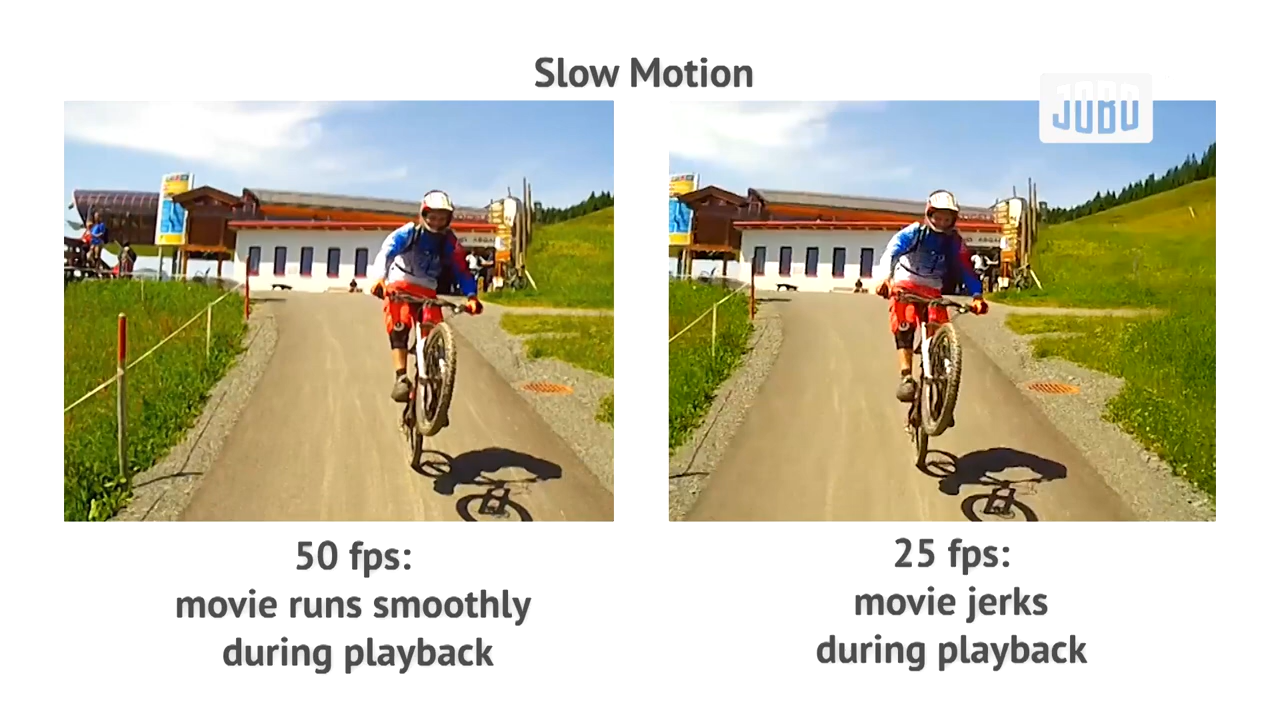 Slow Motion
JOBO
50 fps:
movie runs smoothly
during playback
25 fps:
movie jerks
during playback